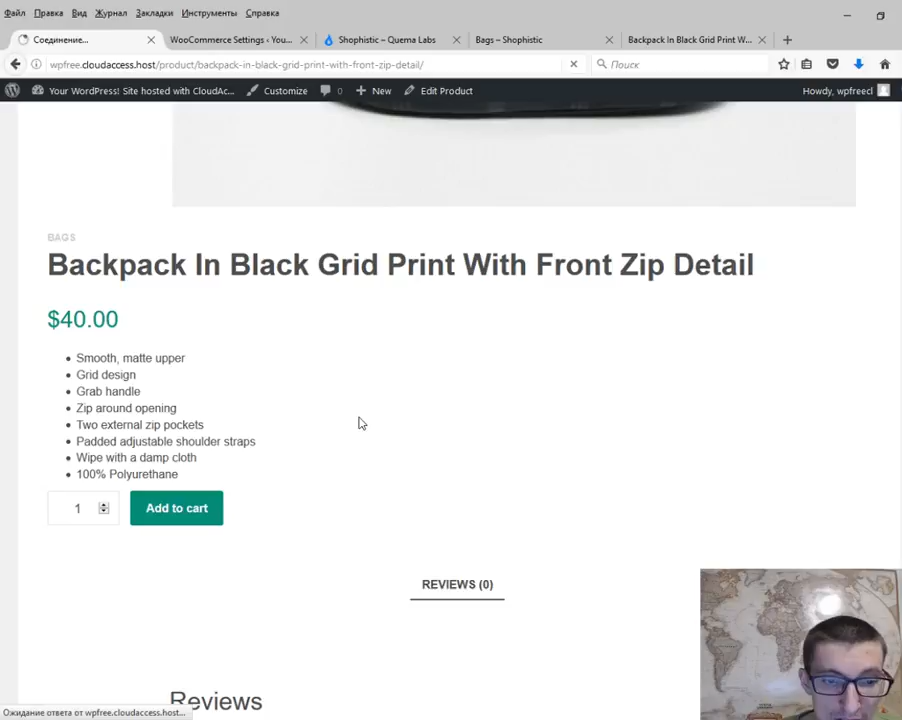 Файл Правка Вид Журнал Закладки Инструменты Справка
Соединение... WooCommerce Settings ‹ You... Shophistic – Quema Labs Bags – Shophistic Backpack In Black Grid Print W...
wpfree.cloudaccess.host/product/backpack-in-black-grid-print-with-front-zip-detail/ Поиск
Your WordPress! Site hosted with CloudAc... Customize 0 New Edit Product Howdy, wpfreecl
BAGS
Backpack In Black Grid Print With Front Zip Detail
$40.00
Smooth, matte upper
Grid design
Grab handle
Zip around opening
Two external zip pockets
Padded adjustable shoulder straps
Wipe with a damp cloth
100% Polyurethane
1 Add to cart
REVIEWS (0)
Reviews
Ожидание ответа от wpfree.cloudaccess.host...